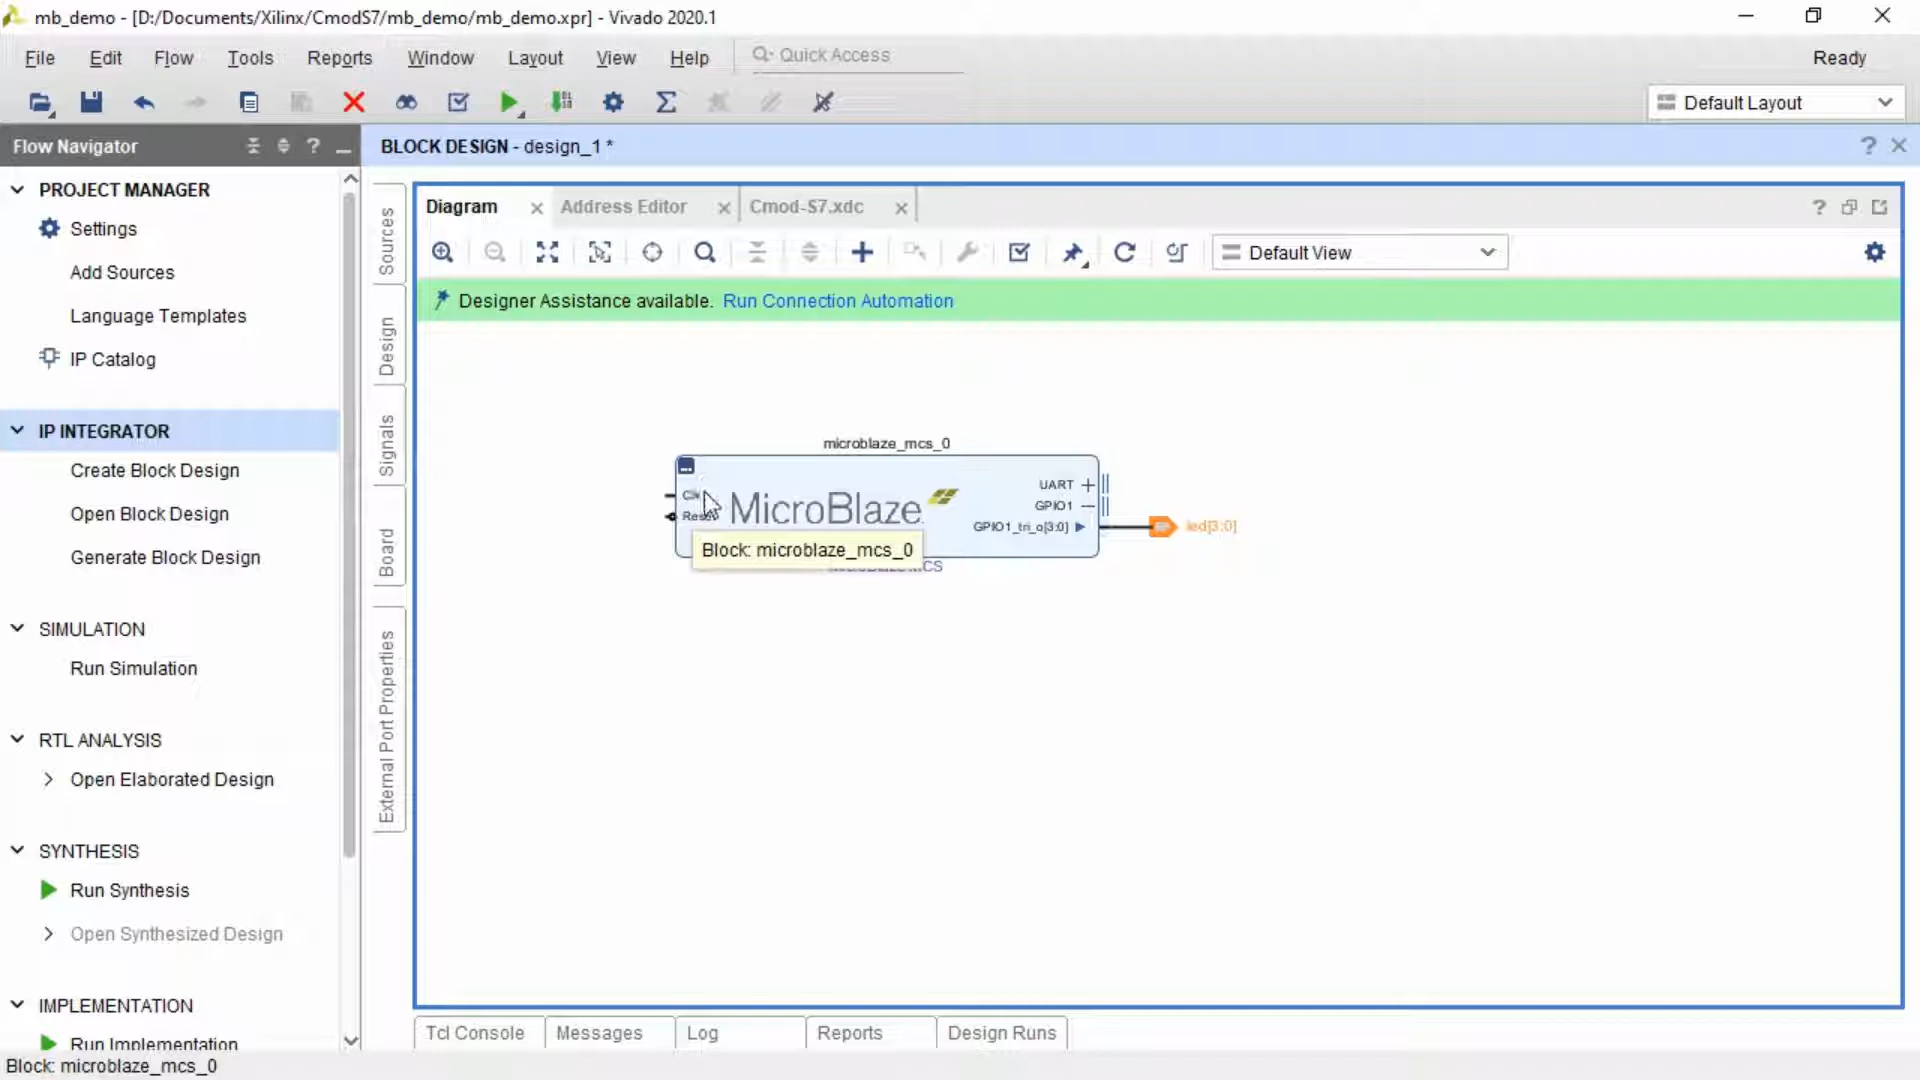 mb_demo - [D:/Documents/Xilinx/CmodS7/mb_demo/mb_demo.xpr] - Vivado 2020.1
File Edit Flow Tools Reports Window Layout View Help Quick Access Ready
Default Layout
Flow Navigator
PROJECT MANAGER
Settings
Add Sources
Language Templates
IP Catalog
IP INTEGRATOR
Create Block Design
Open Block Design
Generate Block Design
SIMULATION
Run Simulation
RTL ANALYSIS
Open Elaborated Design
SYNTHESIS
Run Synthesis
Open Synthesized Design
IMPLEMENTATION
Run Implementation
BLOCK DESIGN - design_1 *
Sources
Design
Signals
Board
External Port Properties
Diagram Address Editor Cmod-S7.xdc
Default View
Designer Assistance available. Run Connection Automation
microblaze_mcs_0
Clk
Reset
MicroBlaze
UART
GPIO1
GPIO1_tri_o[3:0]
led[3:0]
Block: microblaze_mcs_0
MicroBlaze MCS
Tcl Console Messages Log Reports Design Runs
Block: microblaze_mcs_0